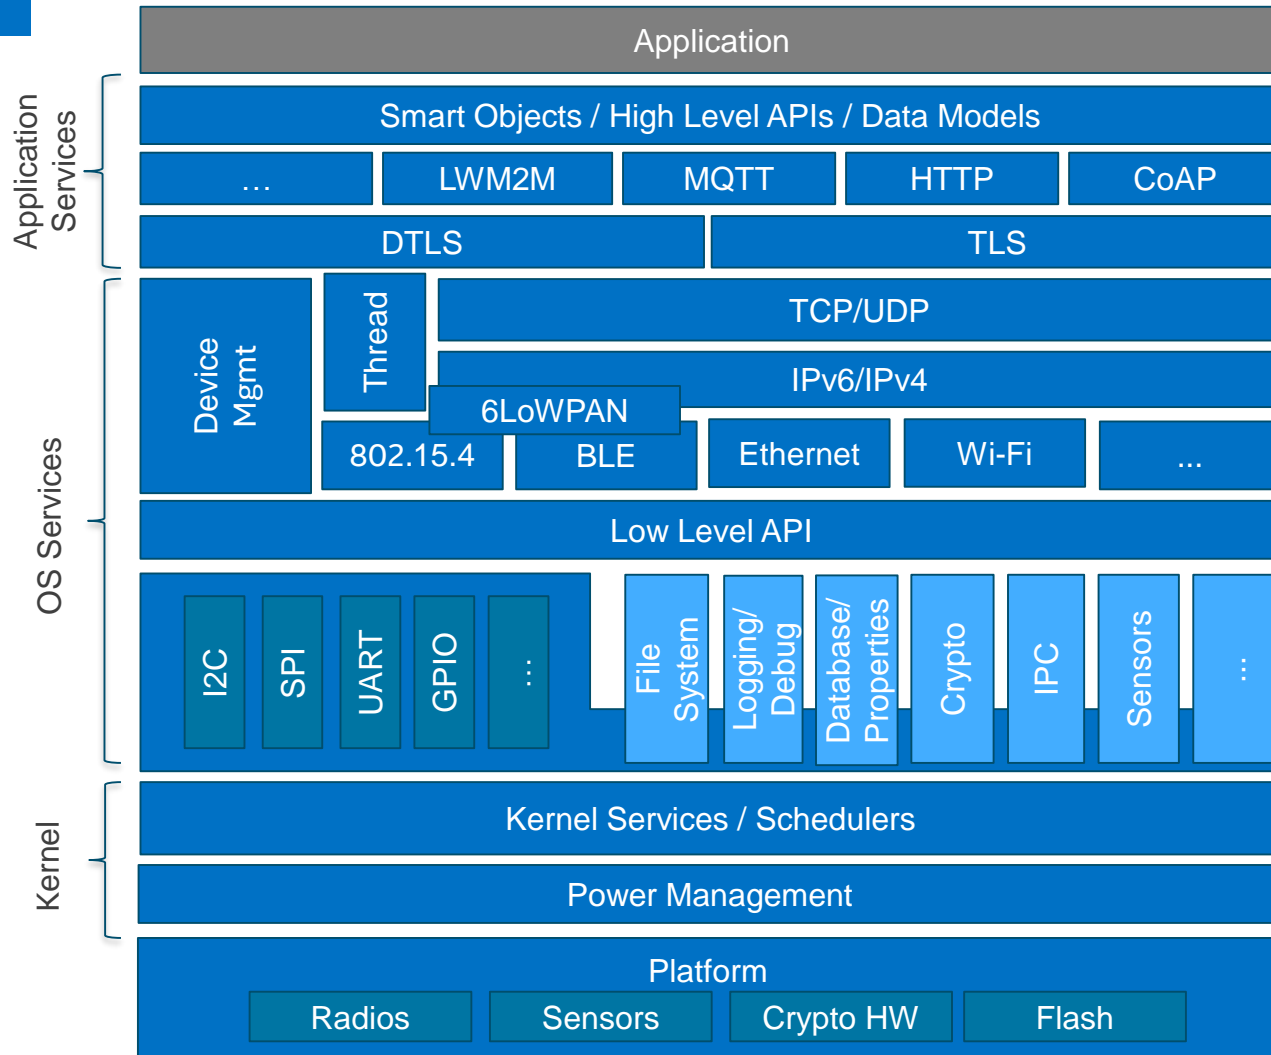 Application
Application
Services
Smart Objects / High Level APIs / Data Models
...
LWM2M
MQTT
HTTP
CoAP
DTLS
TLS
OS Services
Device
Mgmt
Thread
TCP/UDP
IPv6/IPv4
6LoWPAN
802.15.4
BLE
Ethernet
Wi-Fi
...
Low Level API
I2C
SPI
UART
GPIO
...
File
System
Logging/
Debug
Database/
Properties
Crypto
IPC
Sensors
...
Kernel
Kernel Services / Schedulers
Power Management
Platform
Radios
Sensors
Crypto HW
Flash